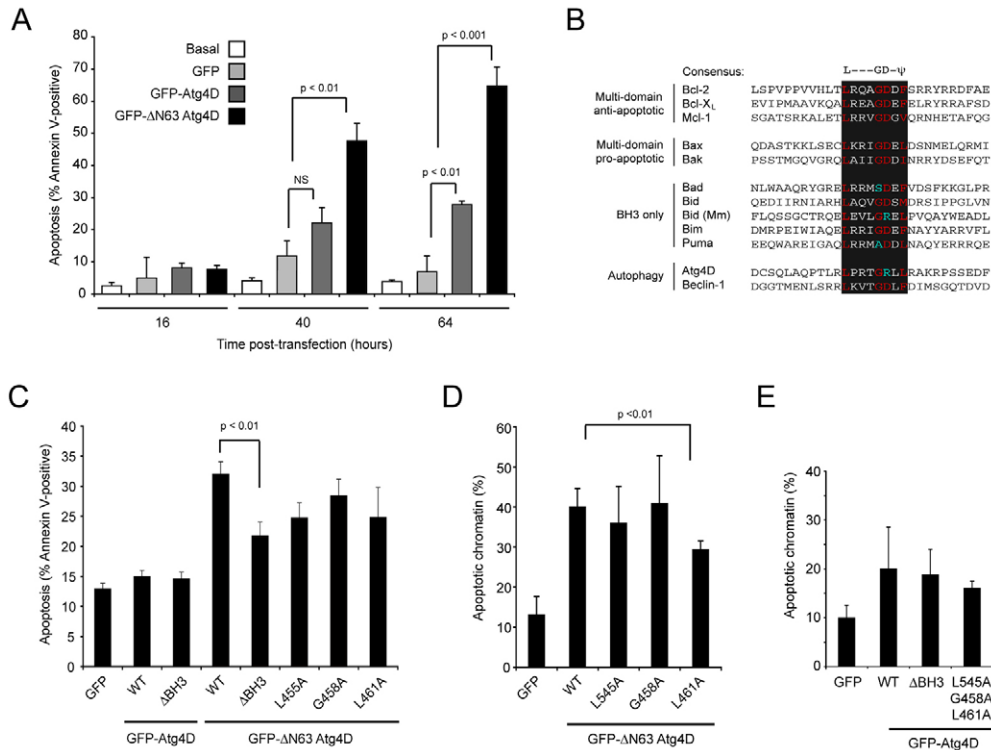 A
Apoptosis (% Annexin V-positive)
80
70
60
50
40
30
20
10
0
Basal
GFP
GFP-Atg4D
GFP-ΔN63 Atg4D
p < 0.01
NS
p < 0.001
p < 0.01
16
40
64
Time post-transfection (hours)
B
Consensus: L---GD-ψ
Multi-domain anti-apoptotic
Bcl-2 LSPVPPVVHLTLRQAGDDFSRRYRRDFAE
Bcl-XL EVIPMAAVKQALREAGDEFELRYRRAFSD
Mcl-1 SGATSRKALETLRRVGDGVQRNHETAFQG
Multi-domain pro-apoptotic
Bax QDASTKKLSECLKRIGDELDSNMELQRMI
Bak PSSTMGQVGRQLAIIGDDINRRYDSEFQT
BH3 only
Bad NLWAAQRYGRELRRMSDEFVDSFKKGLPR
Bid QEDIIRNIARHLAQVGDSMDRSIPPGLVN
Bid (Mm) FLQSSGCTRQELEVLGRELPVQAYWEADL
Bim DMRPEIWIAQELRRIGDEFNAYYARRVFL
Puma EEQWAREIGAQLRRMADDLNAQYERRRQE
Autophagy
Atg4D DCSQLAQPTLRLPRTGRLLRAKRPSSEDF
Beclin-1 DGGTMENLSRRLKVTGDLFDIMSGQTDVD
C
Apoptosis (% Annexin V-positive)
40
35
30
25
20
15
10
5
0
p < 0.01
GFP
WT
ΔBH3
WT
ΔBH3
L455A
G458A
L461A
GFP-Atg4D
GFP-ΔN63 Atg4D
D
Apoptotic chromatin (%)
60
50
40
30
20
10
0
p <0.01
GFP
WT
L545A
G458A
L461A
GFP-ΔN63 Atg4D
E
Apoptotic chromatin (%)
40
30
20
10
0
GFP
WT
ΔBH3
L545A
G458A
L461A
GFP-Atg4D